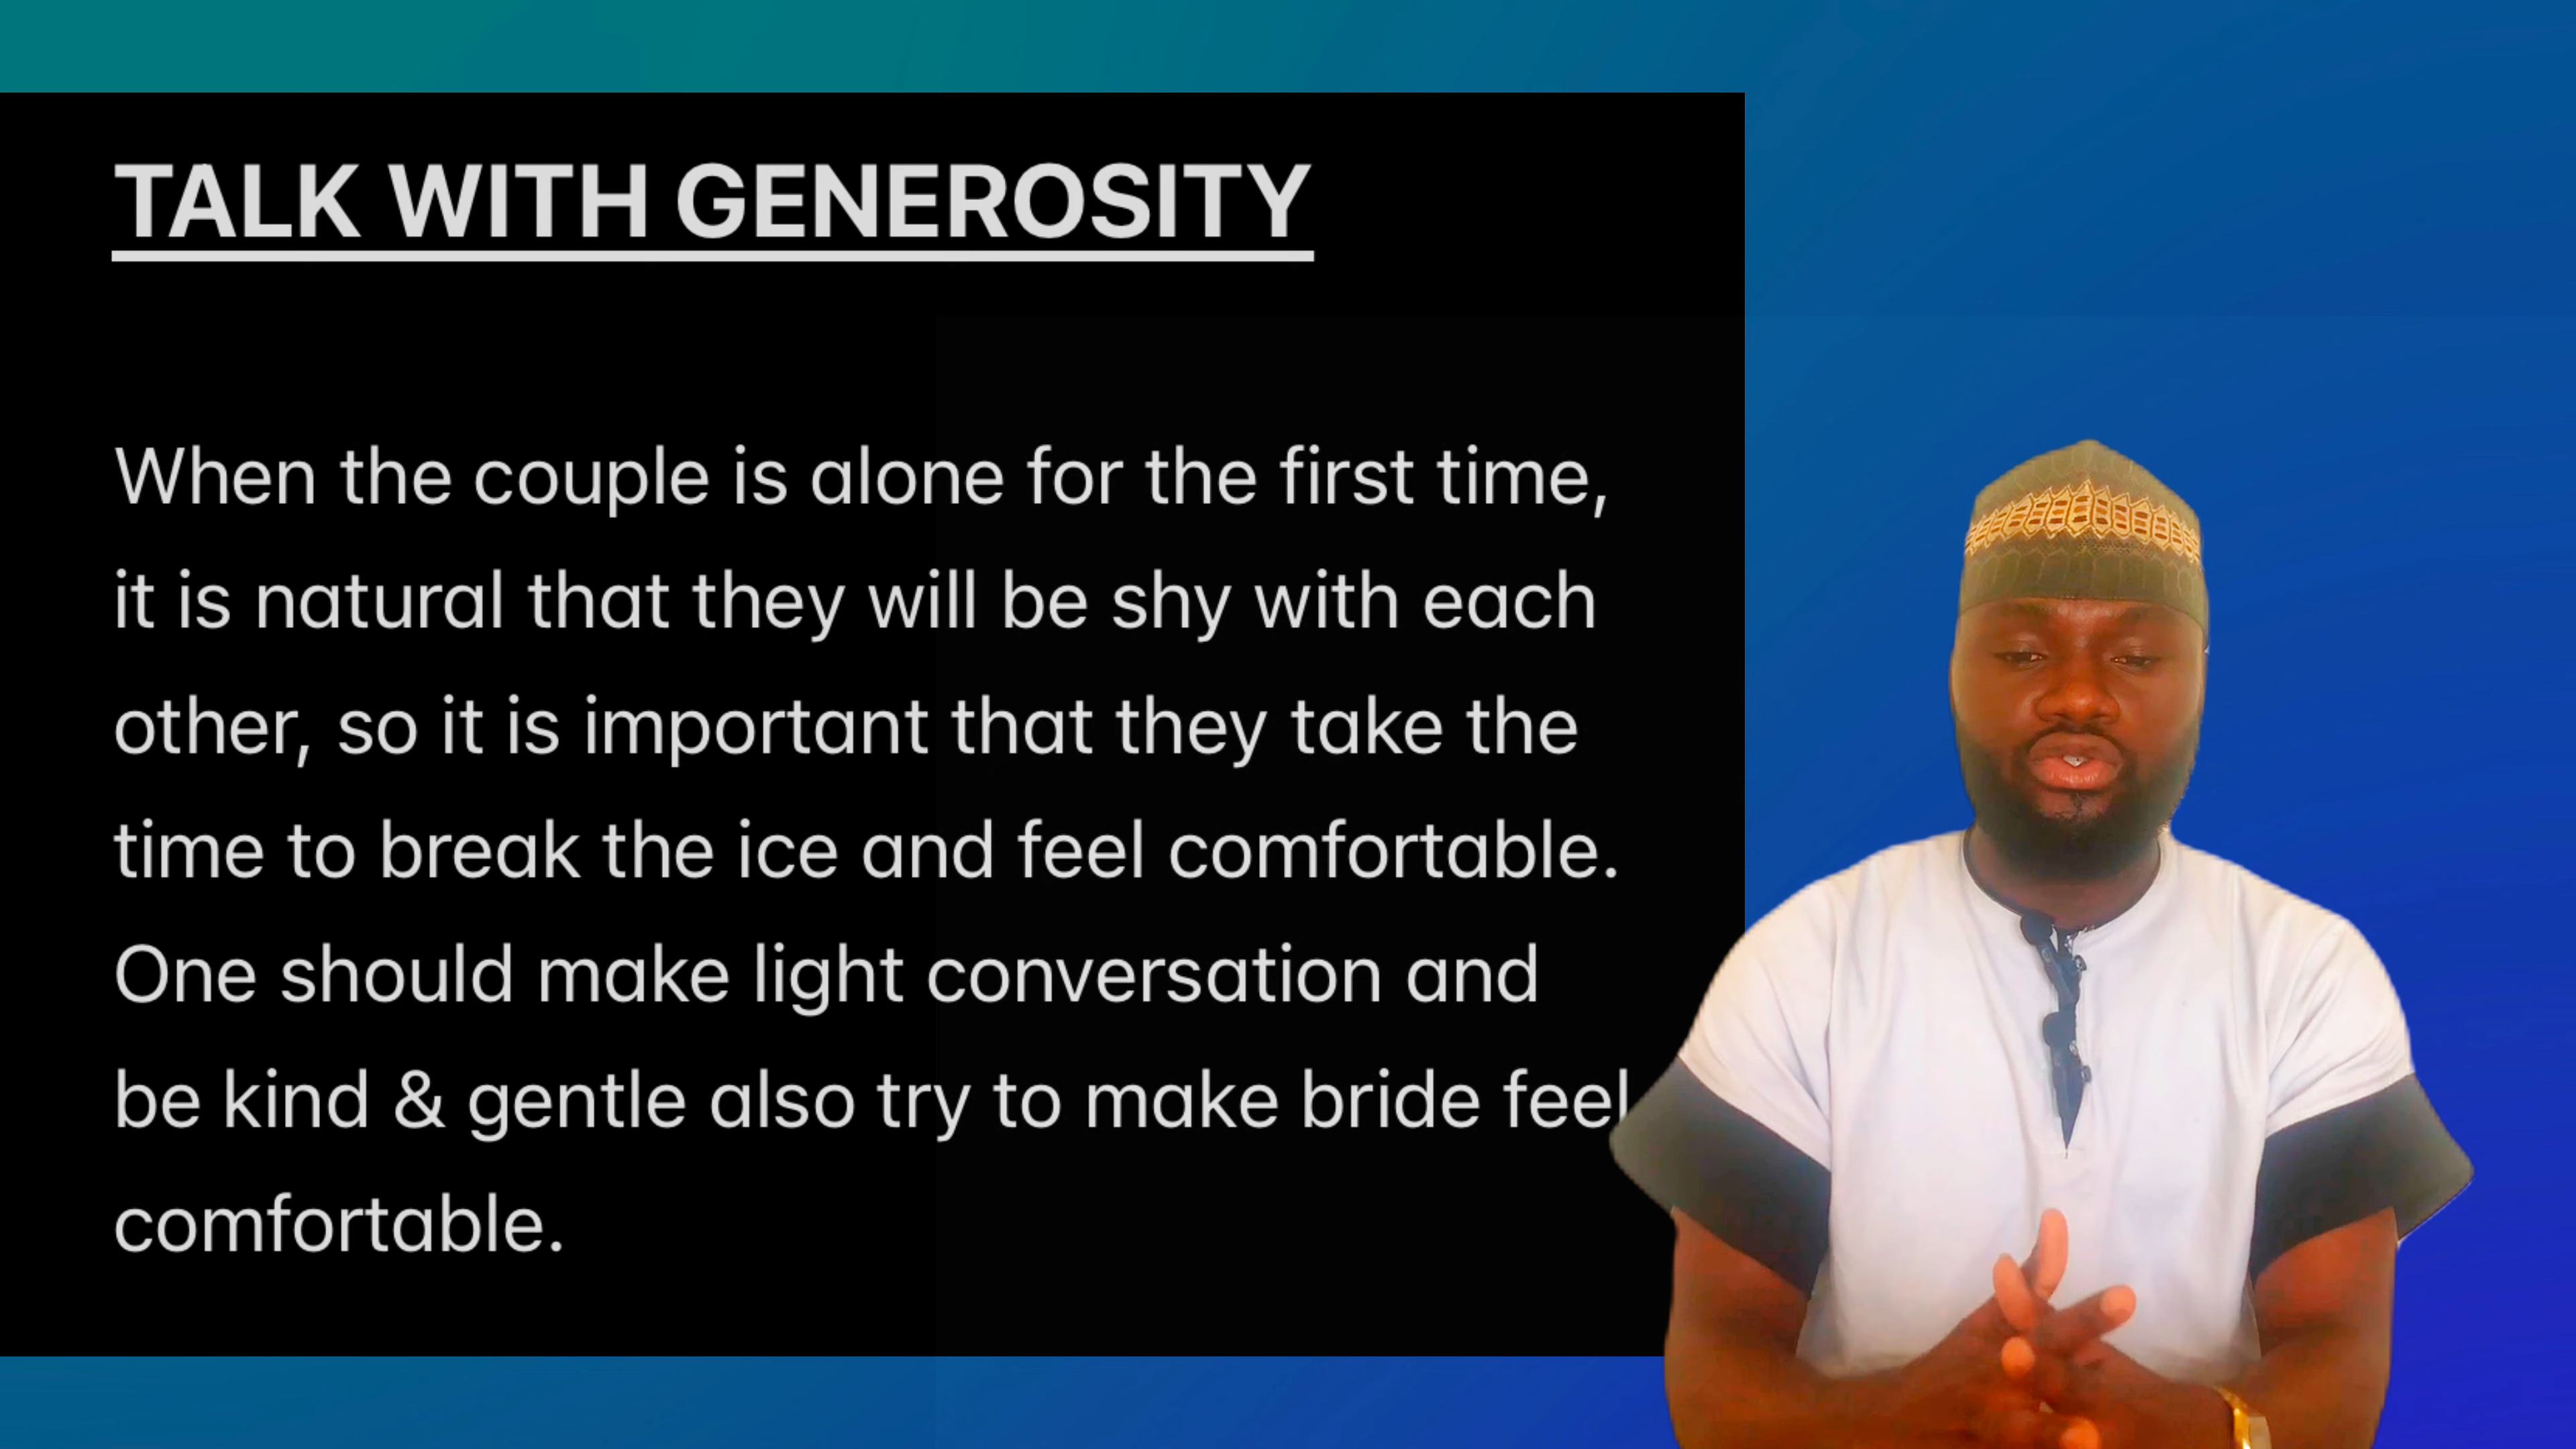 TALK WITH GENEROSITY
When the couple is alone for the first time,
it is natural that they will be shy with each
other, so it is important that they take the
time to break the ice and feel comfortable.
One should make light conversation and
be kind & gentle also try to make bride feel
comfortable.